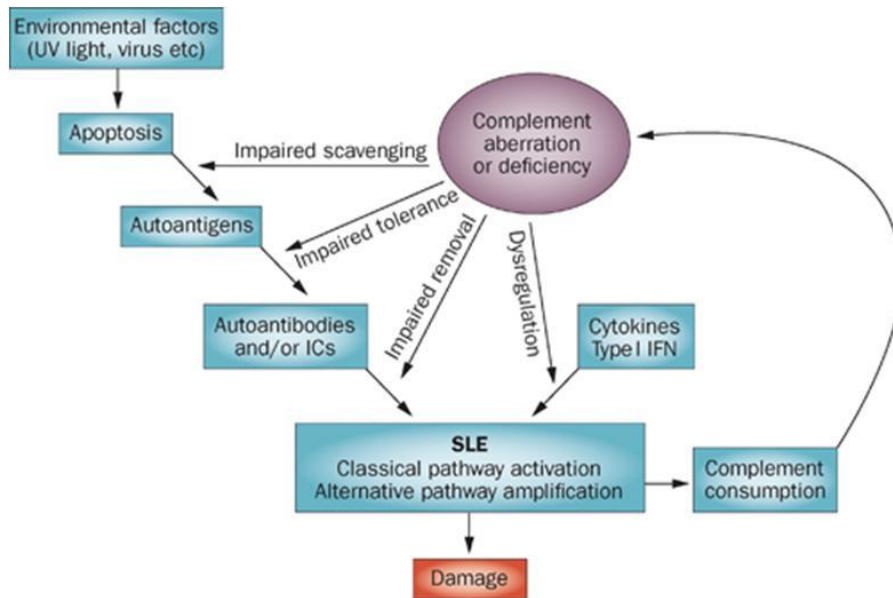 Environmental factors
(UV light, virus etc)
Apoptosis
Impaired scavenging
Complement
aberration
or deficiency
Autoantigens
Impaired tolerance
Impaired removal
Dysregulation
Autoantibodies
and/or ICs
Cytokines
Type I IFN
SLE
Classical pathway activation
Alternative pathway amplification
Complement
consumption
Damage